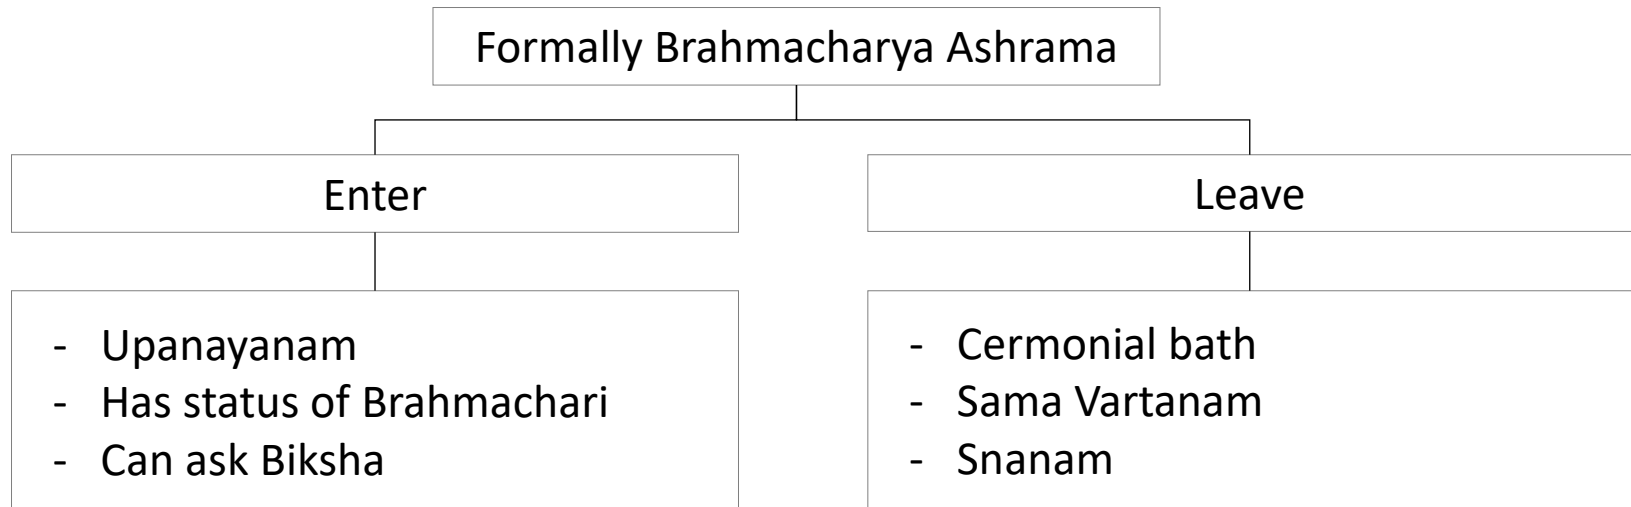 Formally Brahmacharya Ashrama
Enter
Leave
- Upanayanam
- Has status of Brahmachari
- Can ask Biksha
- Cermonial bath
- Sama Vartanam
- Snanam